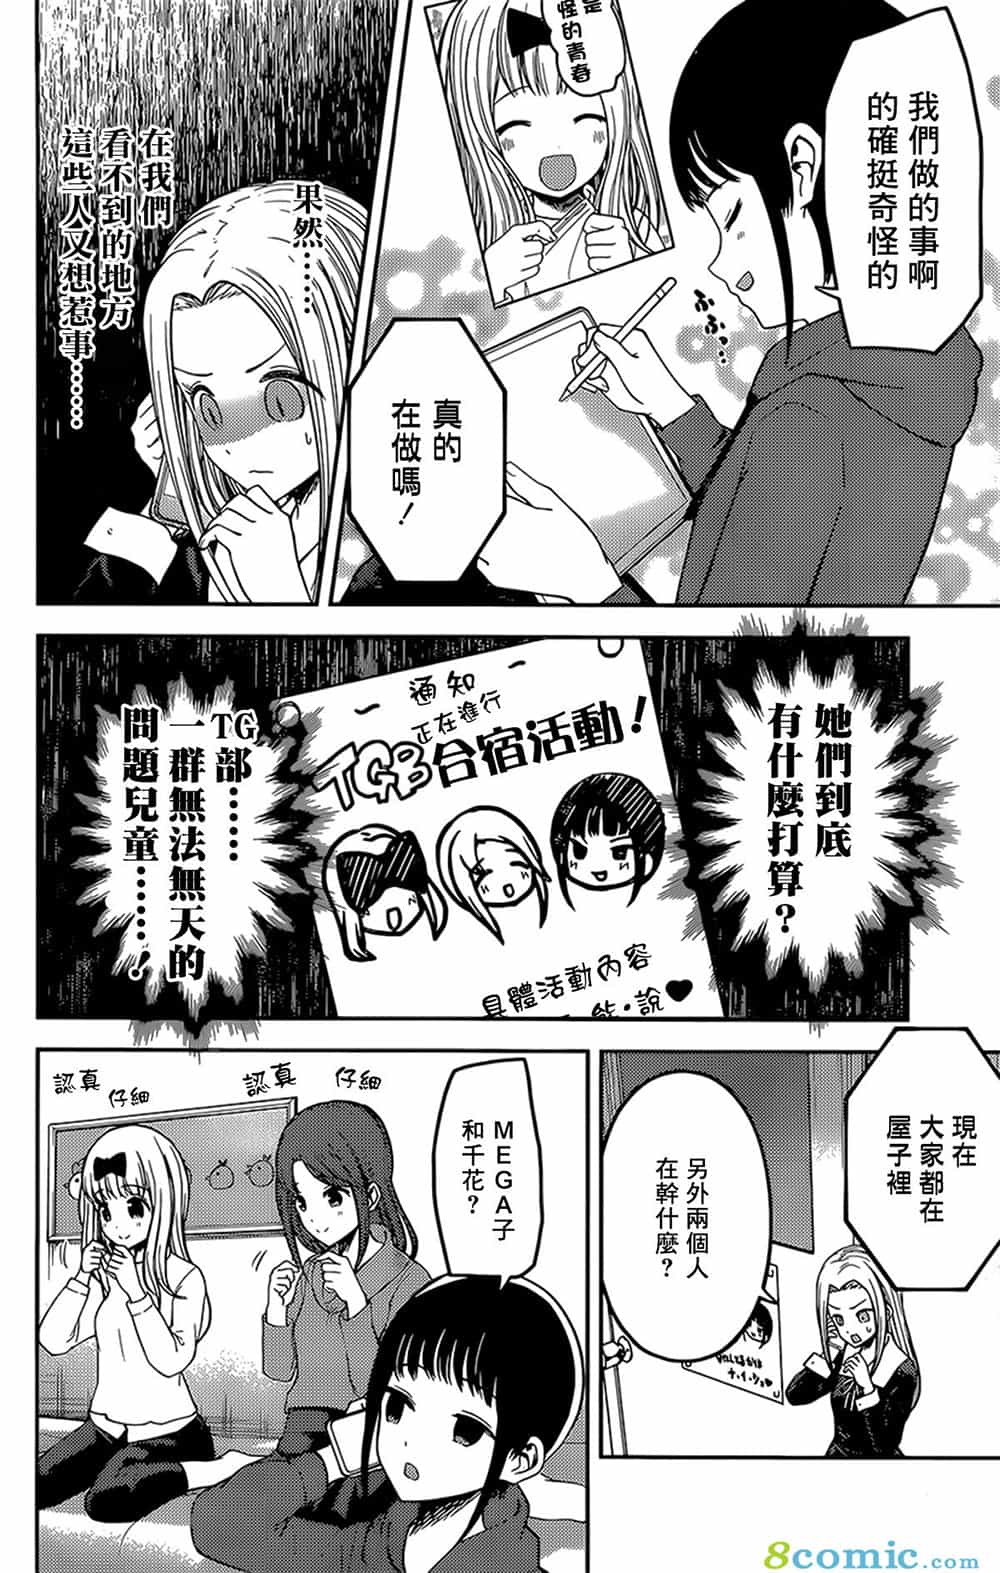 我們做的事啊
的確挺奇怪的
是
怪的青春
ふふっ…
真的
在做嗎！
果然………
在我們
看不到的地方
這些人又想惹事………
她們到底
有什麼打算？
通知
正在進行
TGB合宿活動！
具體活動內容
能・說♥
TG部………
一群無法無天的
問題兒童………！
現在
大家都在
屋子裡
另外兩個人
在幹什麼？
MEGA子
和千花？
認真
仔細
認真
仔細
8comic.com